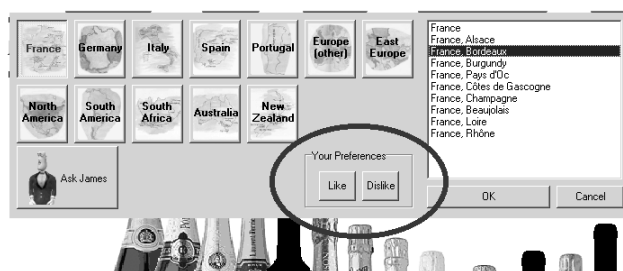 France
Germany
Italy
Spain
Portugal
Europe
(other)
East
Europe
North
America
South
America
South
Africa
Australia
New
Zealand
Ask James
Your Preferences
Like
Dislike
France
France, Alsace
France, Bordeaux
France, Burgundy
France, Pays d'Oc
France, Côtes de Gascogne
France, Champagne
France, Beaujolais
France, Loire
France, Rhône
OK
Cancel